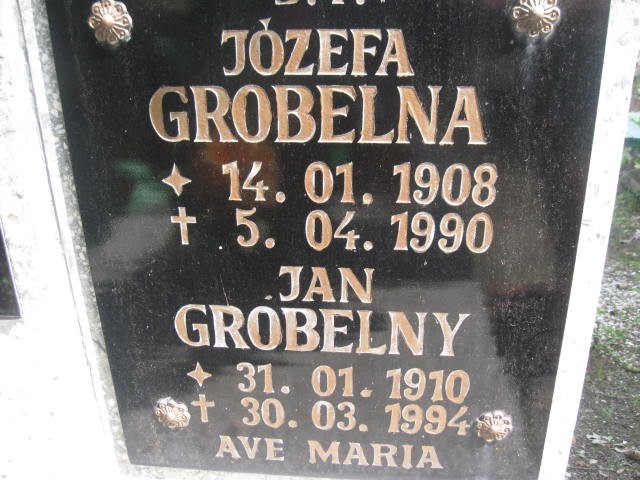 JÓZEFA
GROBELNA
✦ 14. 01. 1908
✝ 5. 04. 1990
JAN
GROBELNY
✦ 31. 01. 1910
✝ 30. 03. 1994
AVE MARIA